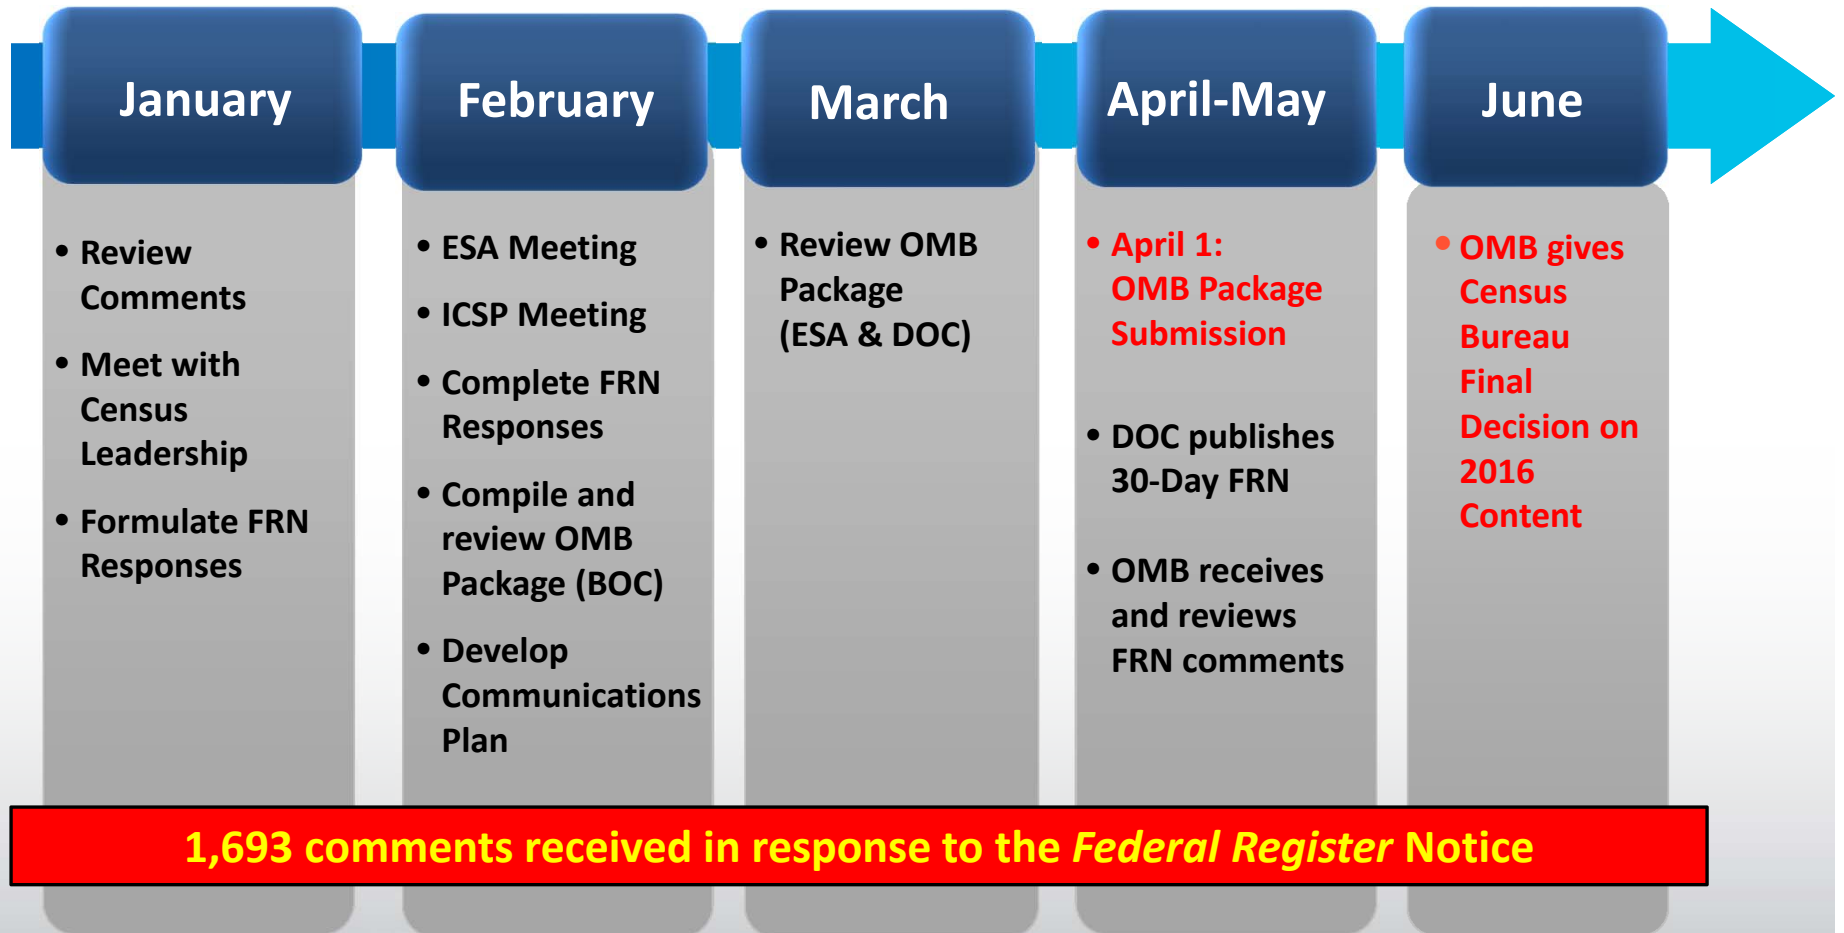 January
• Review
Comments
• Meet with
Census
Leadership
• Formulate FRN
Responses
February
• ESA Meeting
• ICSP Meeting
• Complete FRN
Responses
• Compile and
review OMB
Package (BOC)
• Develop
Communications
Plan
March
• Review OMB
Package
(ESA & DOC)
April-May
• April 1:
OMB Package
Submission
• DOC publishes
30-Day FRN
• OMB receives
and reviews
FRN comments
June
• OMB gives
Census
Bureau
Final
Decision on
2016
Content
1,693 comments received in response to the Federal Register Notice